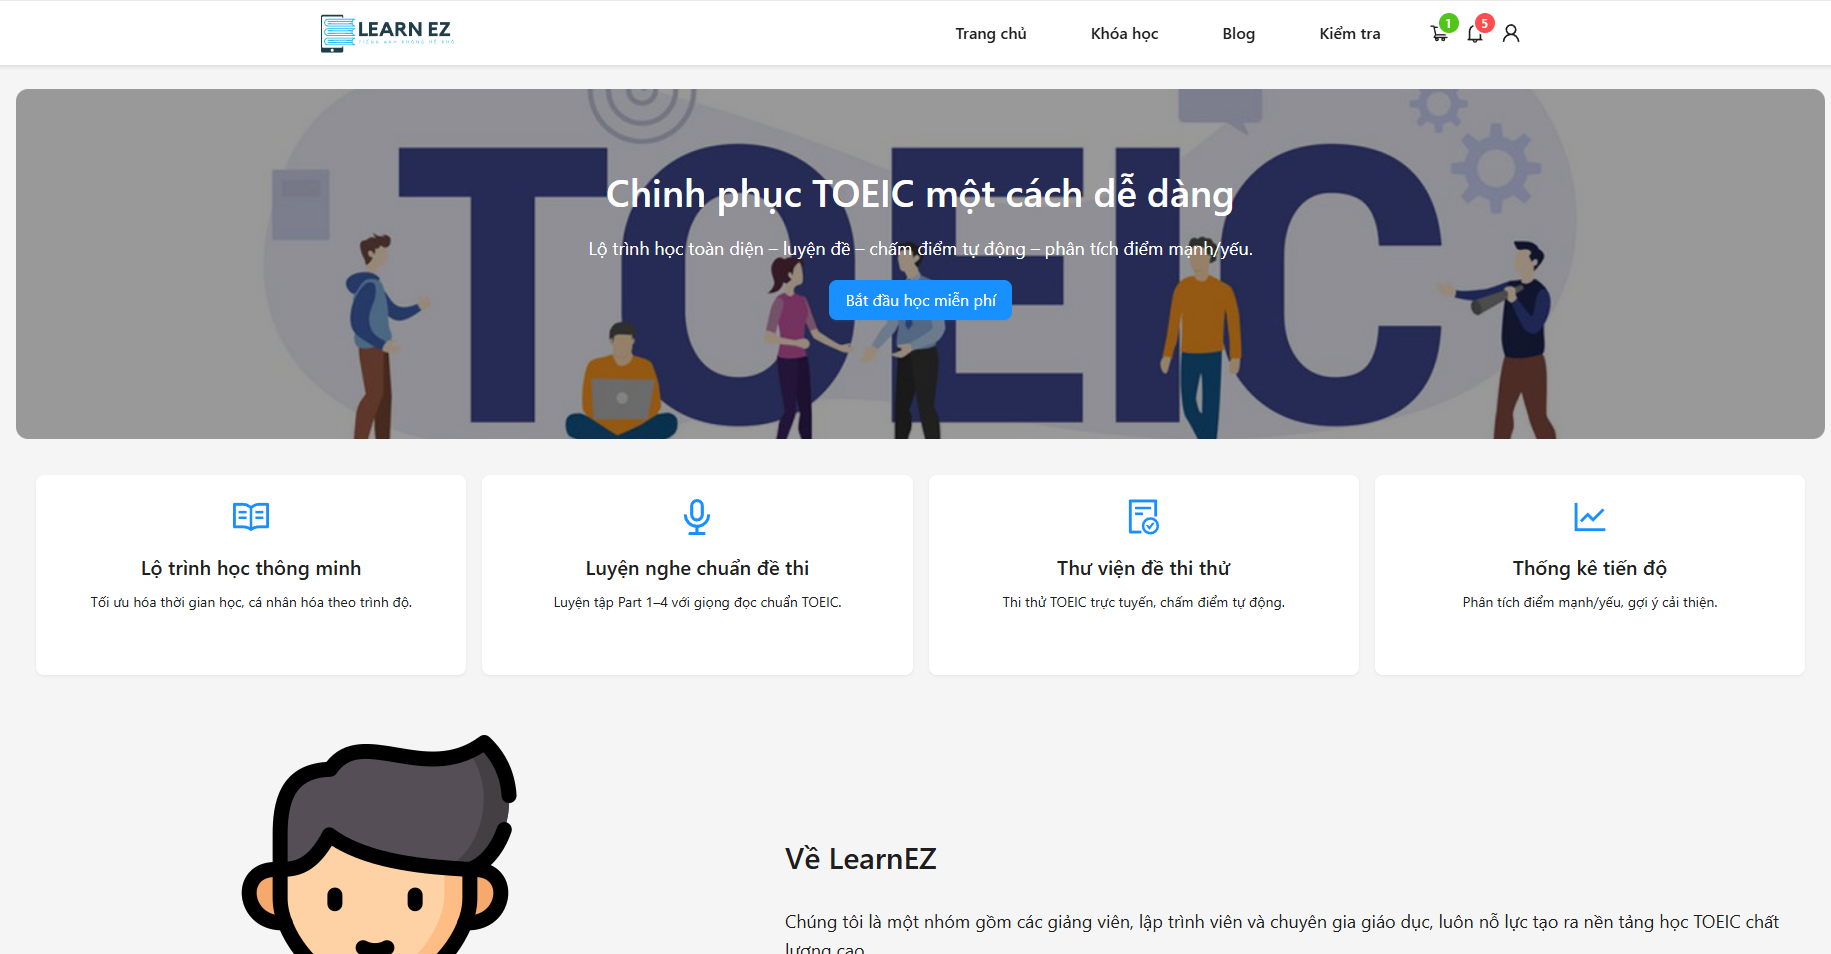 LEARN EZ
Trang chủ
Khóa học
Blog
Kiểm tra
1
5
TOEIC
Chinh phục TOEIC một cách dễ dàng
Lộ trình học toàn diện – luyện đề – chấm điểm tự động – phân tích điểm mạnh/yếu.
Bắt đầu học miễn phí
Lộ trình học thông minh
Tối ưu hóa thời gian học, cá nhân hóa theo trình độ.
Luyện nghe chuẩn đề thi
Luyện tập Part 1–4 với giọng đọc chuẩn TOEIC.
Thư viện đề thi thử
Thi thử TOEIC trực tuyến, chấm điểm tự động.
Thống kê tiến độ
Phân tích điểm mạnh/yếu, gợi ý cải thiện.
Về LearnEZ
Chúng tôi là một nhóm gồm các giảng viên, lập trình viên và chuyên gia giáo dục, luôn nỗ lực tạo ra nền tảng học TOEIC chất
lượng cao